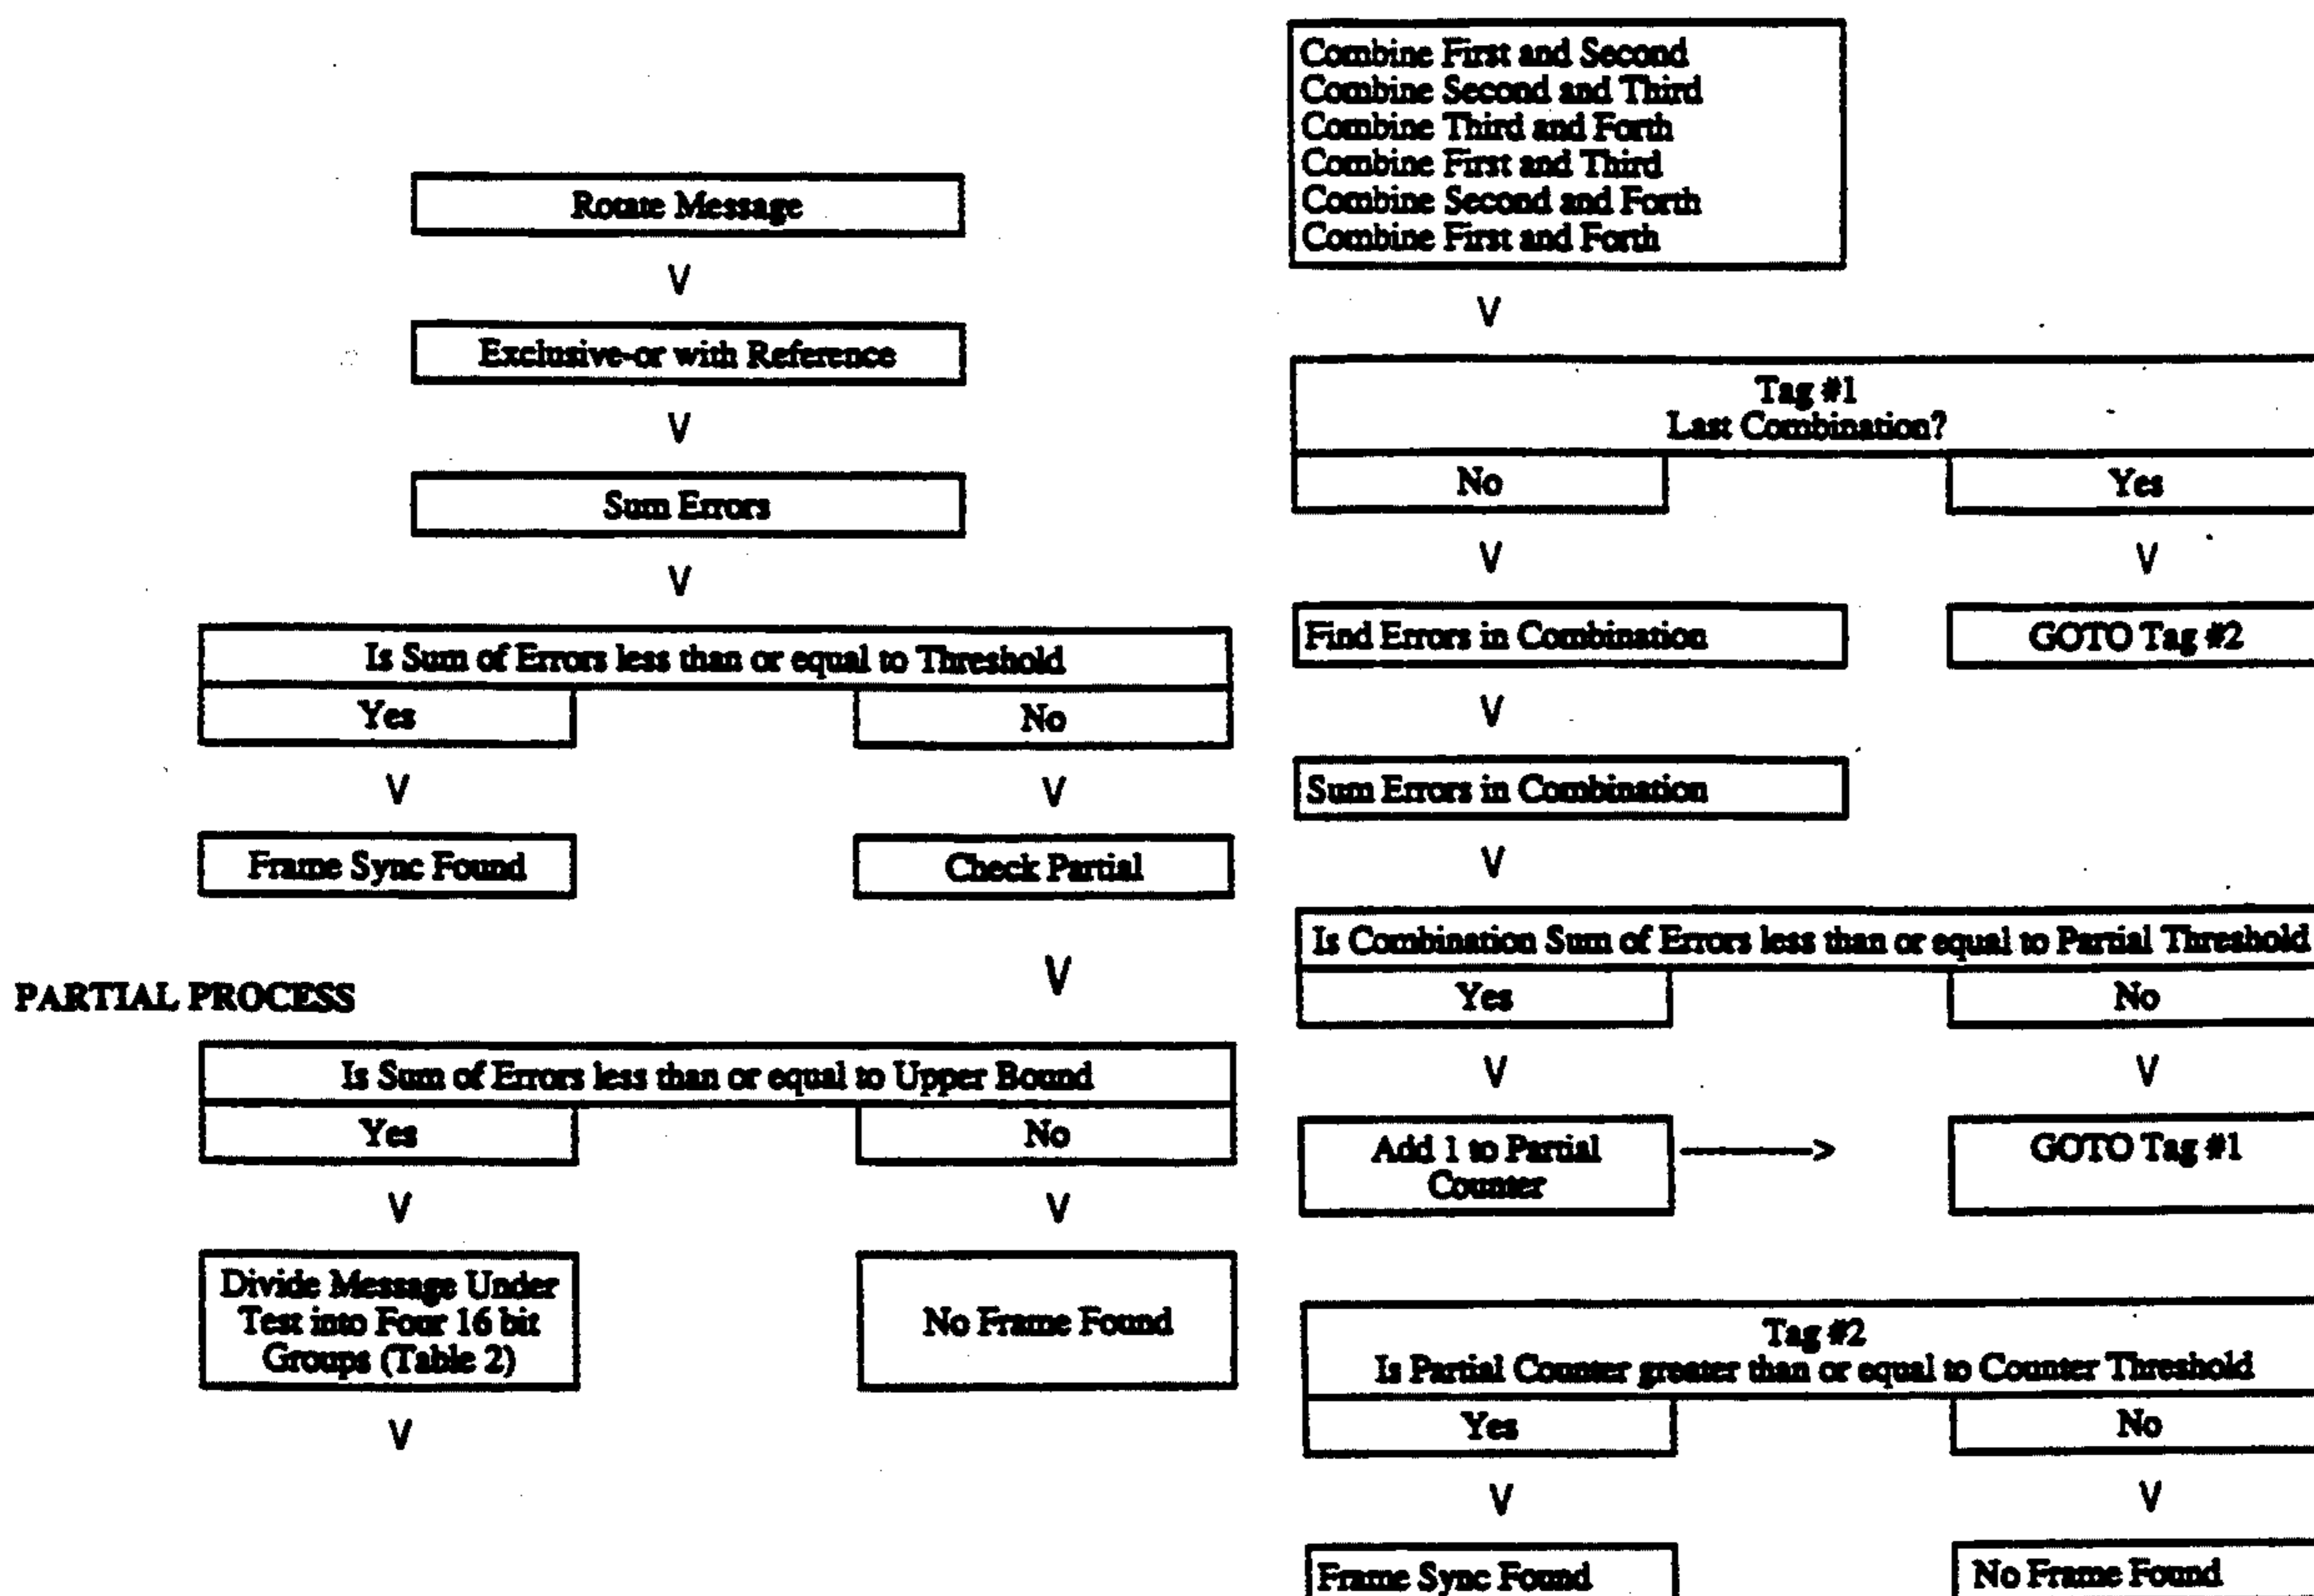 Rotate Message
V
Exclusive-or with Reference
V
Sum Errors
V
Is Sum of Errors less than or equal to Threshold
Yes
No
V
V
Frame Sync Found
Check Partial
V
PARTIAL PROCESS
Is Sum of Errors less than or equal to Upper Bound
Yes
No
V
V
Divide Message Under
Test into Four 16 bit
Groups (Table 2)
No Frame Found
V
Combine First and Second
Combine Second and Third
Combine Third and Forth
Combine First and Third
Combine Second and Forth
Combine First and Forth
V
Tag #1
Last Combination?
No
Yes
V
V
Find Errors in Combination
GOTO Tag #2
V
Sum Errors in Combination
V
Is Combination Sum of Errors less than or equal to Partial Threshold
Yes
No
V
V
Add 1 to Partial
Counter
GOTO Tag #1
Tag #2
Is Partial Counter greater than or equal to Counter Threshold
Yes
No
V
V
Frame Sync Found
No Frame Found